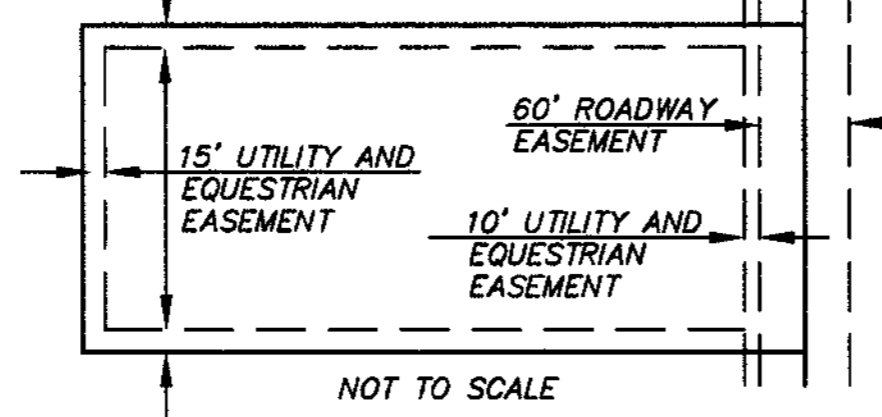 60' ROADWAY
EASEMENT
15' UTILITY AND
EQUESTRIAN
EASEMENT
10' UTILITY AND
EQUESTRIAN
EASEMENT
NOT TO SCALE